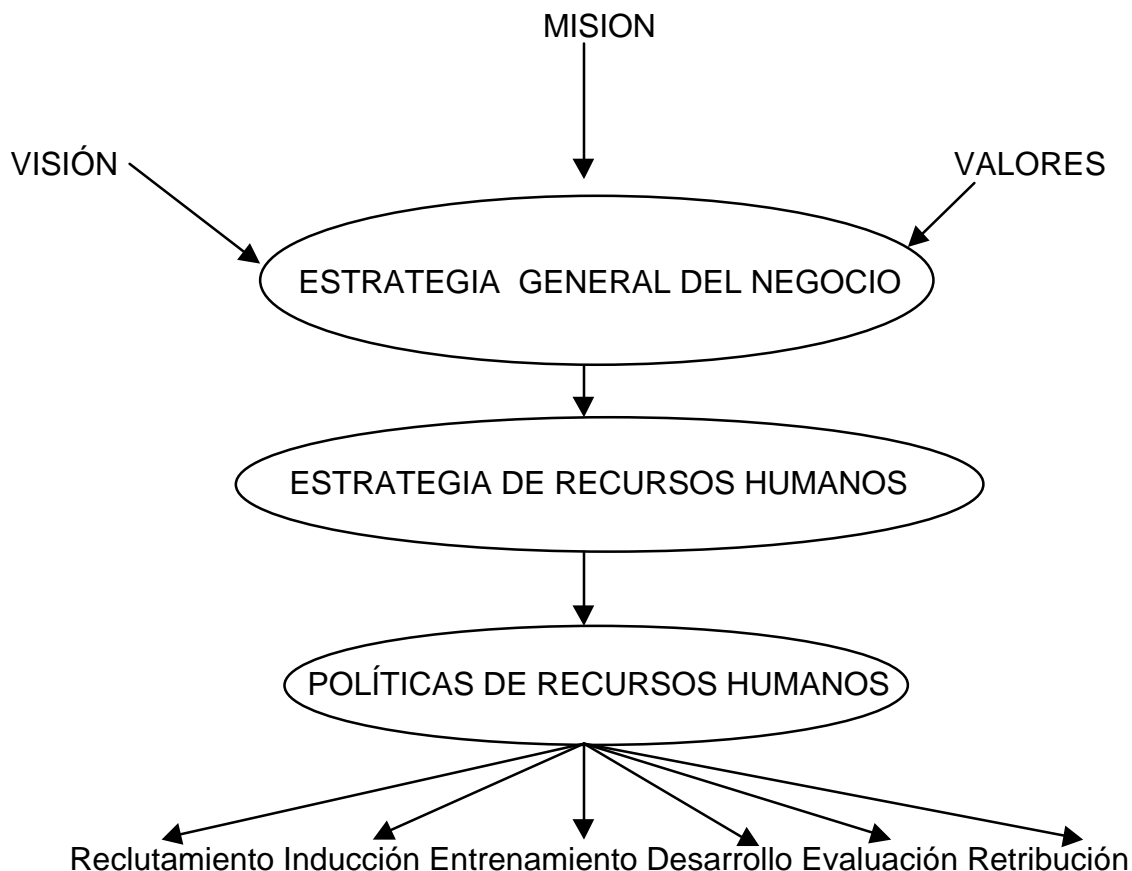 MISION
VISIÓN
VALORES
ESTRATEGIA GENERAL DEL NEGOCIO
ESTRATEGIA DE RECURSOS HUMANOS
POLÍTICAS DE RECURSOS HUMANOS
Reclutamiento Inducción Entrenamiento Desarrollo Evaluación Retribución